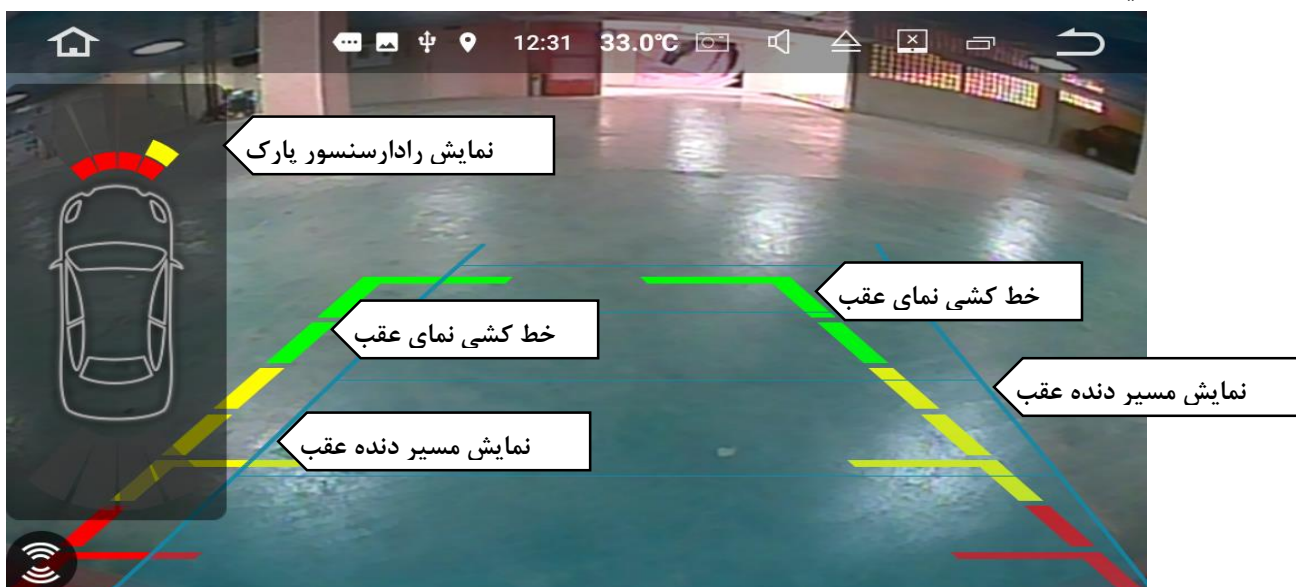 12:31 33.0°C
نمایش رادارسنسور پارک
خط کشی نمای عقب
خط کشی نمای عقب
نمایش مسیر دنده عقب
نمایش مسیر دنده عقب